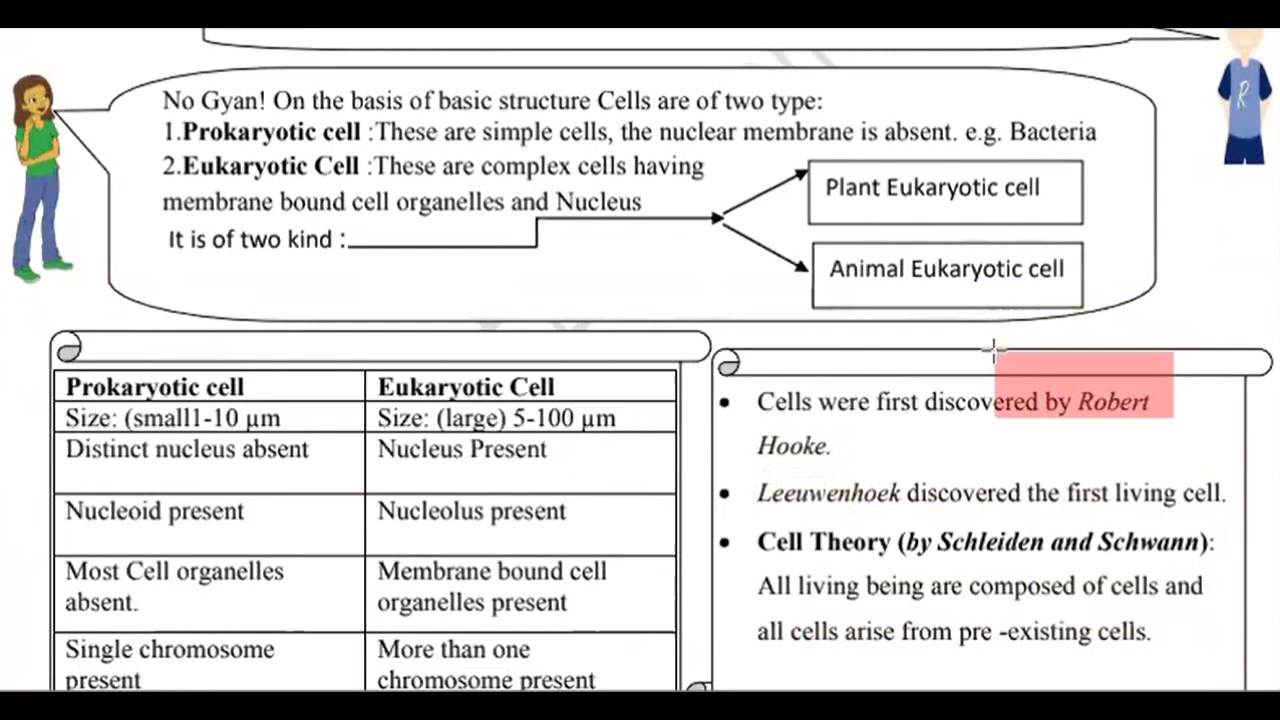 R
No Gyan! On the basis of basic structure Cells are of two type:
1.Prokaryotic cell :These are simple cells, the nuclear membrane is absent. e.g. Bacteria
2.Eukaryotic Cell :These are complex cells having
membrane bound cell organelles and Nucleus
It is of two kind :
Plant Eukaryotic cell
Animal Eukaryotic cell
Prokaryotic cell Eukaryotic Cell
Size: (small1-10 µm Size: (large) 5-100 µm
Distinct nucleus absent Nucleus Present
Nucleoid present Nucleolus present
Most Cell organelles Membrane bound cell
absent. organelles present
Single chromosome More than one
present chromosome present
• Cells were first discovered by Robert
Hooke.
• Leeuwenhoek discovered the first living cell.
• Cell Theory (by Schleiden and Schwann):
All living being are composed of cells and
all cells arise from pre -existing cells.